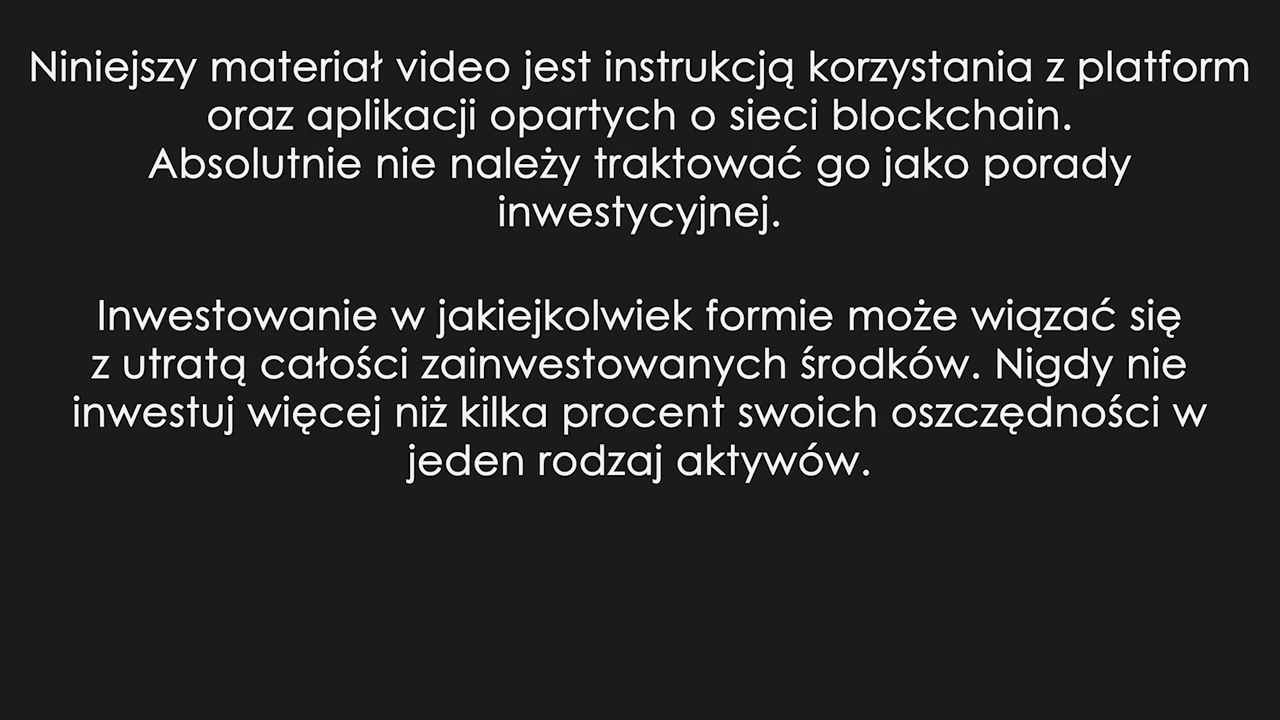 Niniejszy materiał video jest instrukcją korzystania z platform
oraz aplikacji opartych o sieci blockchain.
Absolutnie nie należy traktować go jako porady
inwestycyjnej.
Inwestowanie w jakiejkolwiek formie może wiązać się
z utratą całości zainwestowanych środków. Nigdy nie
inwestuj więcej niż kilka procent swoich oszczędności w
jeden rodzaj aktywów.